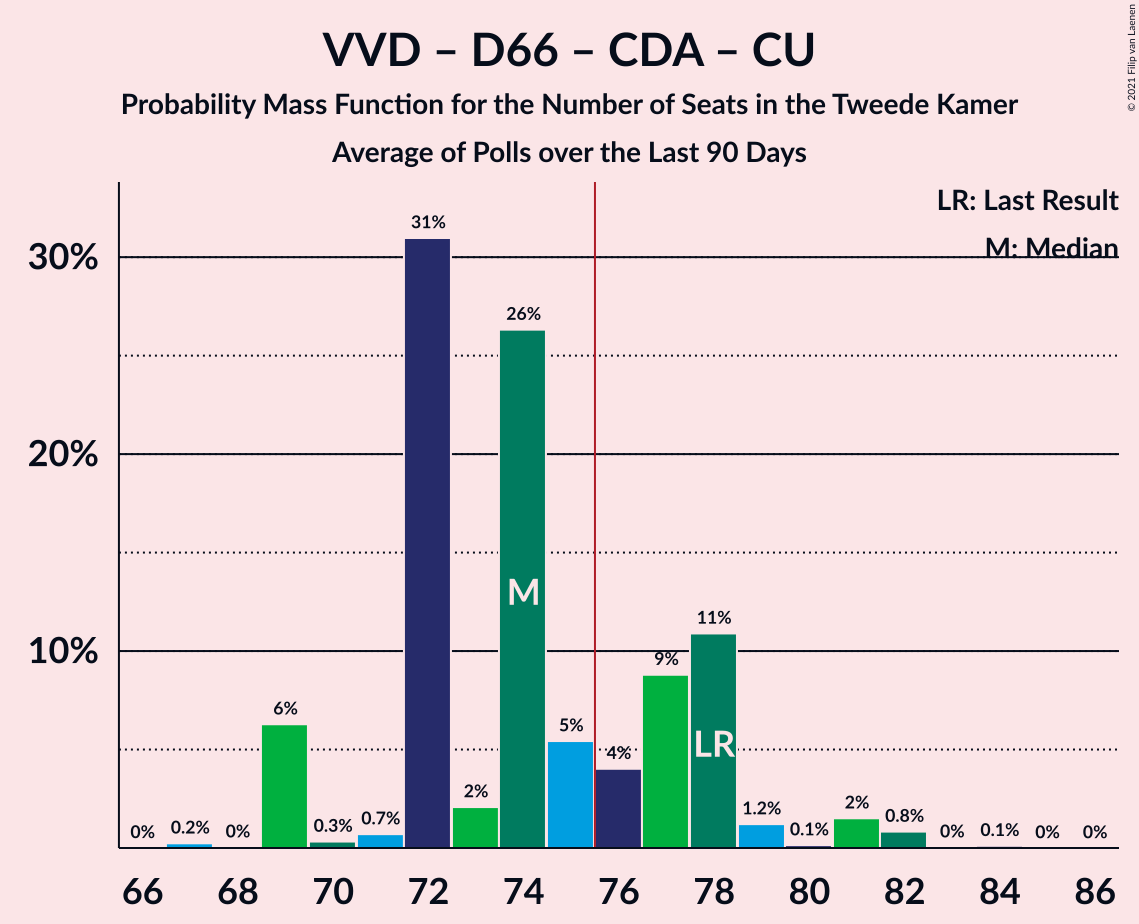 VVD – D66 – CDA – CU
Probability Mass Function for the Number of Seats in the Tweede Kamer
Average of Polls over the Last 90 Days
© 2021 Filip van Laenen
LR: Last Result
M: Median
30%
20%
10%
0%
0.2%
0%
6%
0.3%
0.7%
31%
2%
26%
5%
4%
9%
11%
1.2%
0.1%
2%
0.8%
0%
0.1%
0%
0%
M
LR
66 68 70 72 74 76 78 80 82 84 86